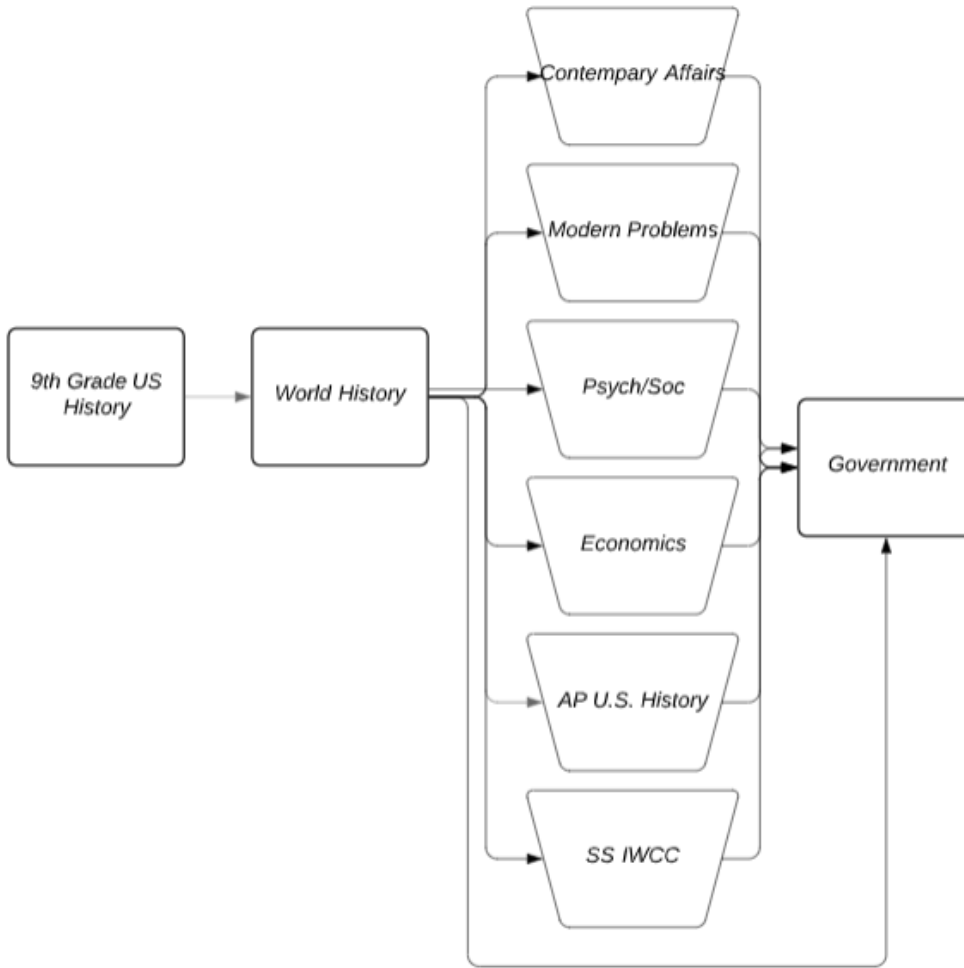 Contempary Affairs
Modern Problems
9th Grade US
History
World History
Psych/Soc
Government
Economics
AP U.S. History
SS IWCC